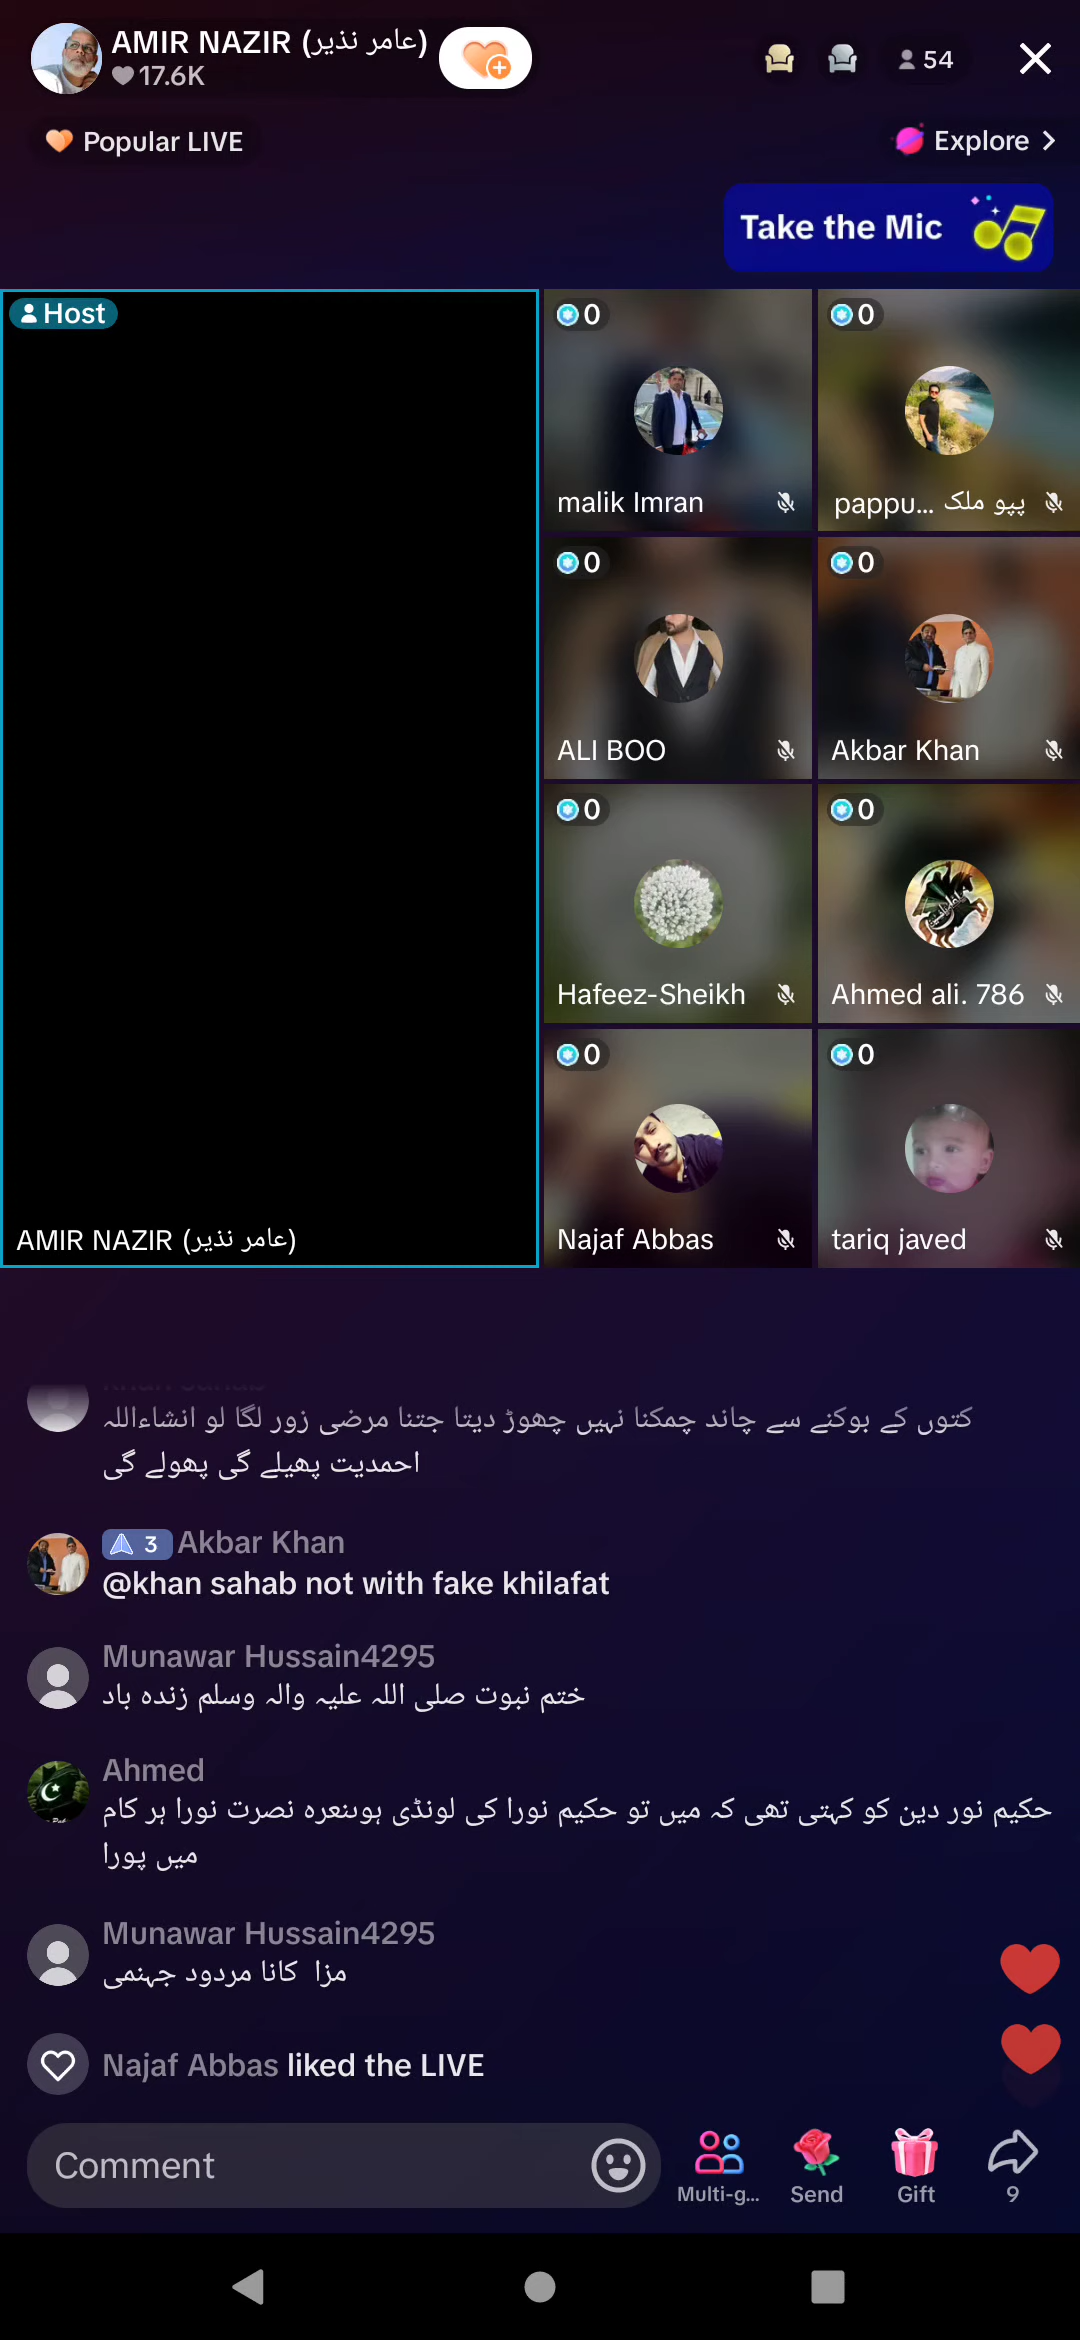 AMIR NAZIR (عامر نذیر)
17.6K
54
Popular LIVE
Explore
Take the Mic
Host
0
0
malik Imran
pappu... پپو ملک
0
0
ALI BOO
Akbar Khan
0
0
Hafeez-Sheikh
Ahmed ali. 786
0
0
Najaf Abbas
tariq javed
AMIR NAZIR (عامر نذیر)
khan sahab
کتوں کے بوکنے سے چاند چمکنا نہیں چھوڑ دیتا جتنا مرضی زور لگا لو انشاءاللہ
احمدیت پھیلے گی پھولے گی
3 Akbar Khan
@khan sahab not with fake khilafat
Munawar Hussain4295
ختم نبوت صلی اللہ علیہ والہ وسلم زندہ باد
Ahmed
حکیم نور دین کو کہتی تھی کہ میں تو حکیم نورا کی لونڈی ہوںنعرہ نصرت نورا ہر کام
میں پورا
Munawar Hussain4295
مزا کانا مردود جہنمی
Najaf Abbas liked the LIVE
Comment
Multi-g...
Send
Gift
9